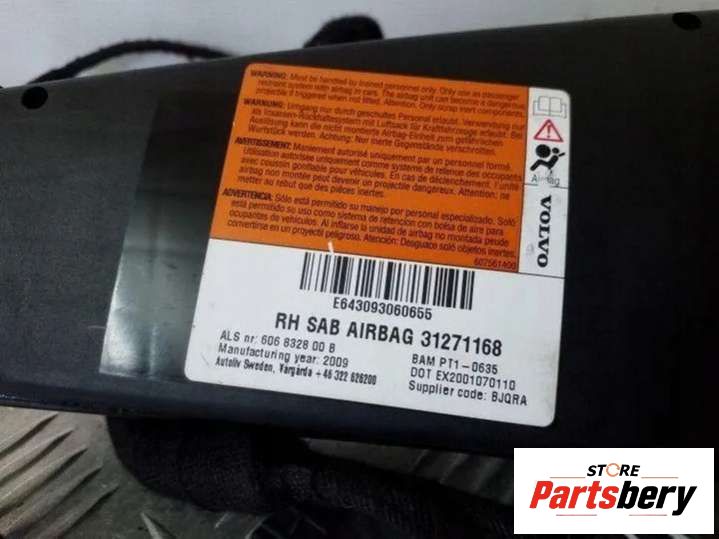 WARNING: Must be handled by trained personnel only. Only use as passenger
restraint system with airbag in cars. The airbag unit can become a dangerous
projectile if triggered when not fitted. Attention: Only scrap inert components.
WARNUNG: Umgang nur durch geschultes Personal erlaubt. Verwendung nur
als Insassen-Rückhaltesystem mit Luftsack für Kraftfahrzeuge erlaubt. Bei
Auslösung kann die nicht montierte Airbag-Einheit zum gefährlichen
Wurfstück werden. Achtung: Nur inerte Gegenstände verschrotten.
AVERTISSEMENT: Maniement autorisé uniquement par un personnel formé.
Utilisation autorisée uniquement comme système de retenue des occupants
avec coussin gonflable pour véhicules. En cas de déclenchement, l'unité
airbag non montée peut devenir un projectile dangereux. Attention: Ne
mettre au rebut que des pièces inertes.
ADVERTENCIA: Sólo está permitido su manejo por personal especializado. Solo
está permitido su uso como sistema de retención con bolsa de aire para
ocupantes de vehículos. Al inflarse la unidad de airbag no montada puede
convertirse en un projectil peligroso. Atención: Desguace solo objetos inertes.
607561400
Airbag
VOLVO
E643093060655
RH SAB AIRBAG 31271168
ALS nr: 606 8328 00 B
Manufacturing year: 2009
Autoliv Sweden, Vårgårda +46 322 626200
BAM PT1-0635
DOT EX2001070110
Supplier code: BJQRA
STORE
Partsbery